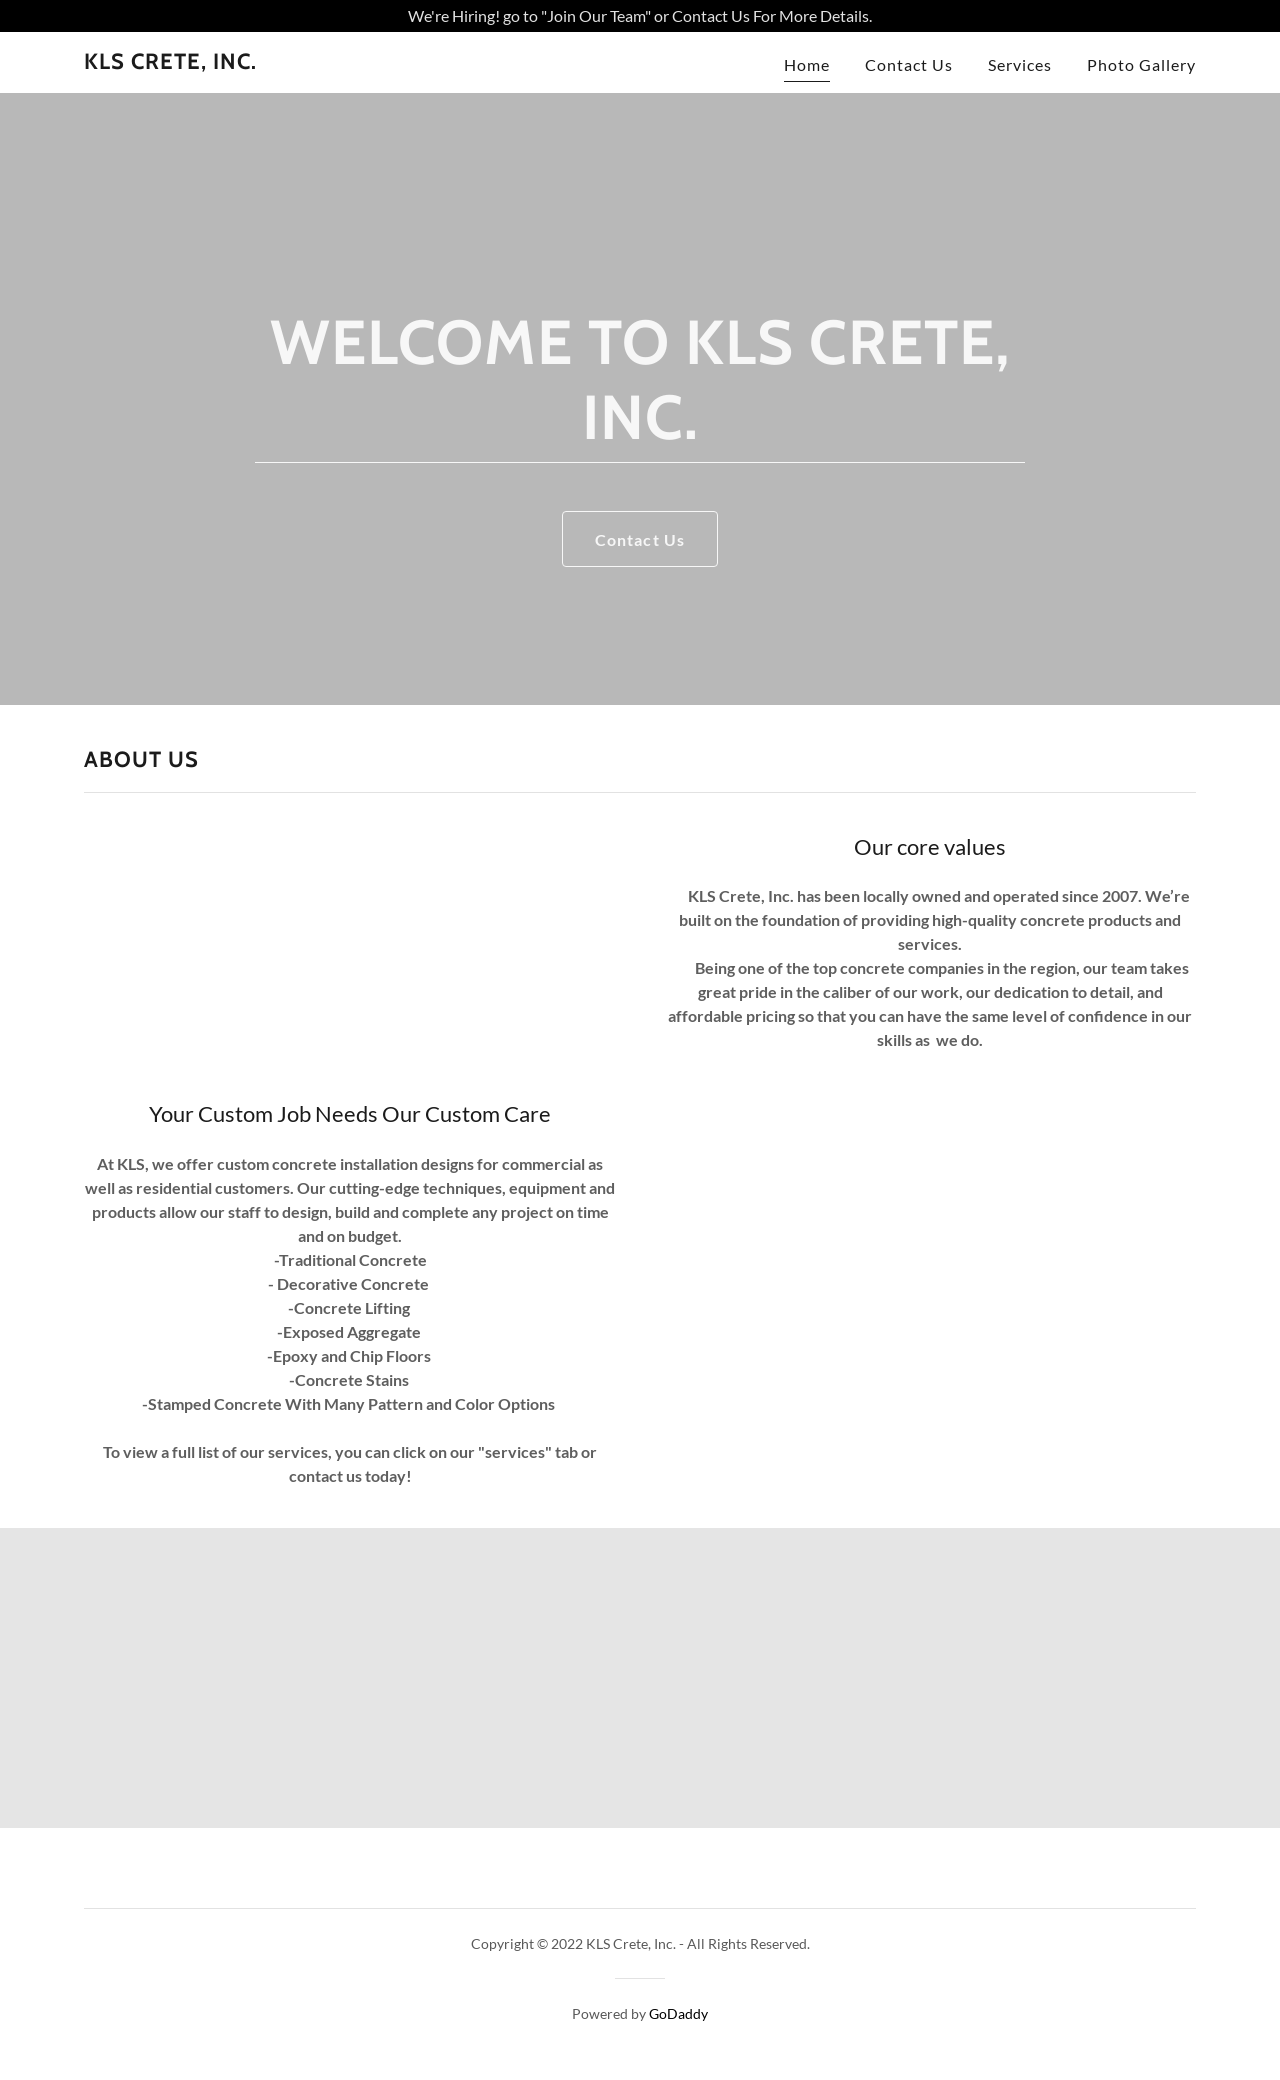 We're Hiring! go to "Join Our Team" or Contact Us For More Details.
KLS CRETE, INC.
Home
Contact Us
Services
Photo Gallery
WELCOME TO KLS CRETE,
INC.
Contact Us
ABOUT US
Our core values
KLS Crete, Inc. has been locally owned and operated since 2007. We’re
built on the foundation of providing high-quality concrete products and
services.
Being one of the top concrete companies in the region, our team takes
great pride in the caliber of our work, our dedication to detail, and
affordable pricing so that you can have the same level of confidence in our
skills as  we do.
Your Custom Job Needs Our Custom Care
At KLS, we offer custom concrete installation designs for commercial as
well as residential customers. Our cutting-edge techniques, equipment and
products allow our staff to design, build and complete any project on time
and on budget.
-Traditional Concrete
- Decorative Concrete
-Concrete Lifting
-Exposed Aggregate
-Epoxy and Chip Floors
-Concrete Stains
-Stamped Concrete With Many Pattern and Color Options
To view a full list of our services, you can click on our "services" tab or
contact us today!
Copyright © 2022 KLS Crete, Inc. - All Rights Reserved.
Powered by GoDaddy